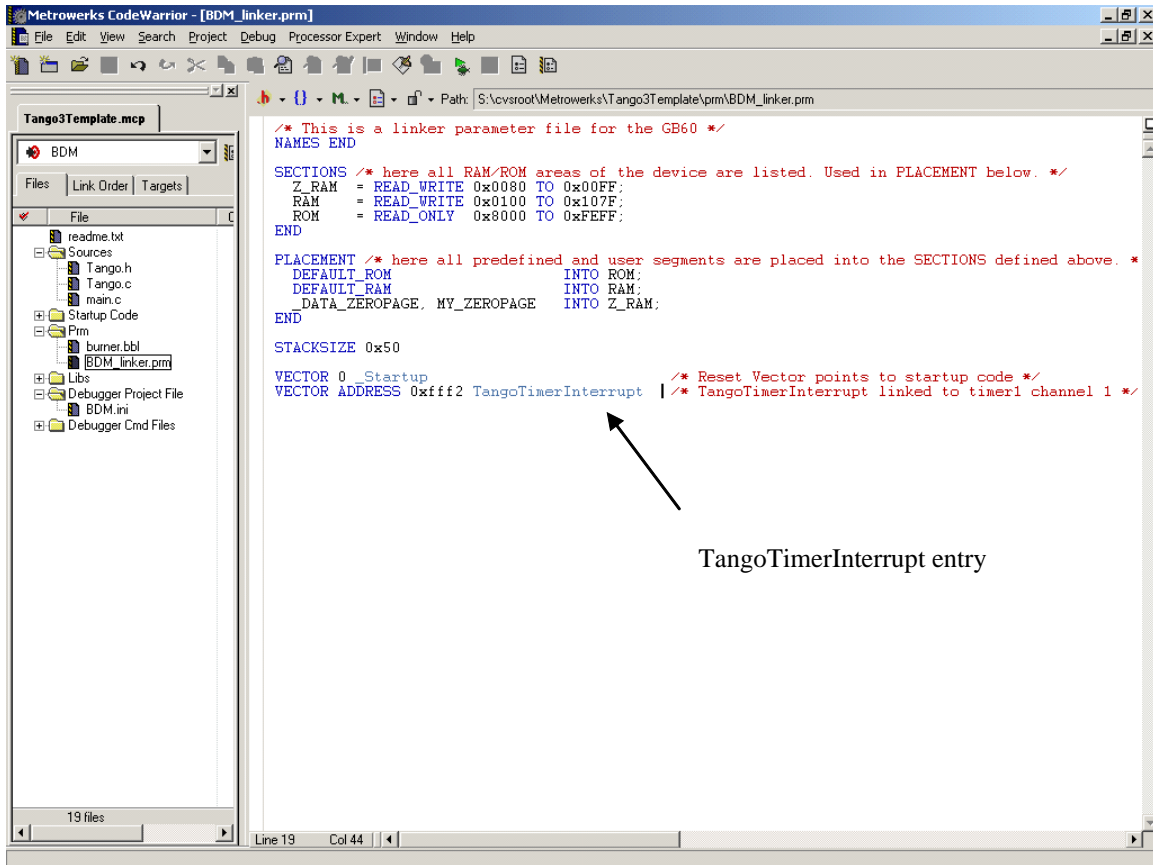 Metrowerks CodeWarrior - [BDM_linker.prm]
File Edit View Search Project Debug Processor Expert Window Help
Path: S:\cvsroot\Metrowerks\Tango3Template\prm\BDM_linker.prm
Tango3Template.mcp
BDM
Files Link Order Targets
File
readme.txt
Sources
Tango.h
Tango.c
main.c
Startup Code
Prm
burner.bbl
BDM_linker.prm
Libs
Debugger Project File
BDM.ini
Debugger Cmd Files
19 files
/* This is a linker parameter file for the GB60 */
NAMES END
SECTIONS /* here all RAM/ROM areas of the device are listed. Used in PLACEMENT below. */
Z_RAM = READ_WRITE 0x0080 TO 0x00FF;
RAM = READ_WRITE 0x0100 TO 0x107F;
ROM = READ_ONLY 0x8000 TO 0xFEFF;
END
PLACEMENT /* here all predefined and user segments are placed into the SECTIONS defined above. *
DEFAULT_ROM INTO ROM;
DEFAULT_RAM INTO RAM;
_DATA_ZEROPAGE, MY_ZEROPAGE INTO Z_RAM;
END
STACKSIZE 0x50
VECTOR 0 _Startup /* Reset Vector points to startup code */
VECTOR ADDRESS 0xfff2 TangoTimerInterrupt /* TangoTimerInterrupt linked to timer1 channel 1 */
TangoTimerInterrupt entry
Line 19 Col 44